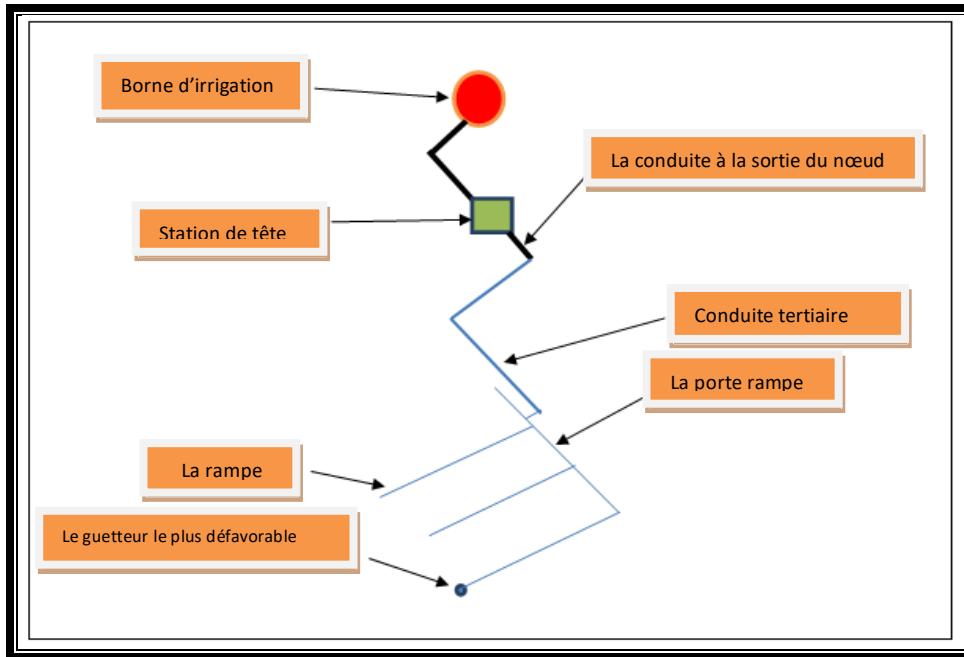 Borne d'irrigation
La conduite à la sortie du nœud
Station de tête
Conduite tertiaire
La porte rampe
La rampe
Le guetteur le plus défavorable